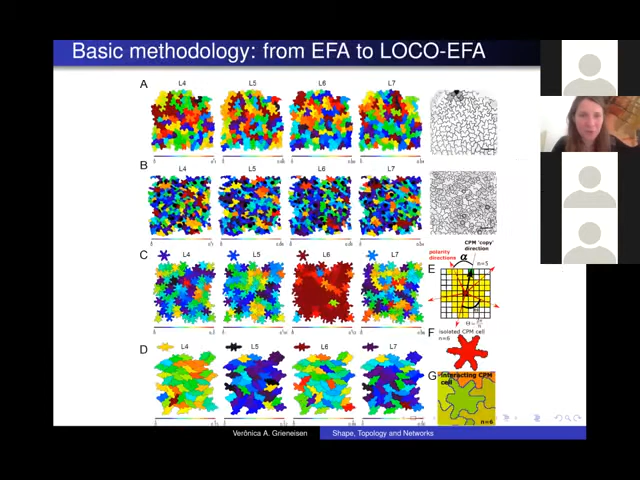 Basic methodology: from EFA to LOCO-EFA
A
L4 L5 L6 L7
B
L4 L5 L6 L7
C
L4 L5 L6 L7
D
L4 L5 L6 L7
CPM 'copy' direction
polarity directions
α
n=5
E
F
isolated CPM cell
n=6
G
Interacting CPM cell
n=6
Verônica A. Grieneisen
Shape, Topology and Networks